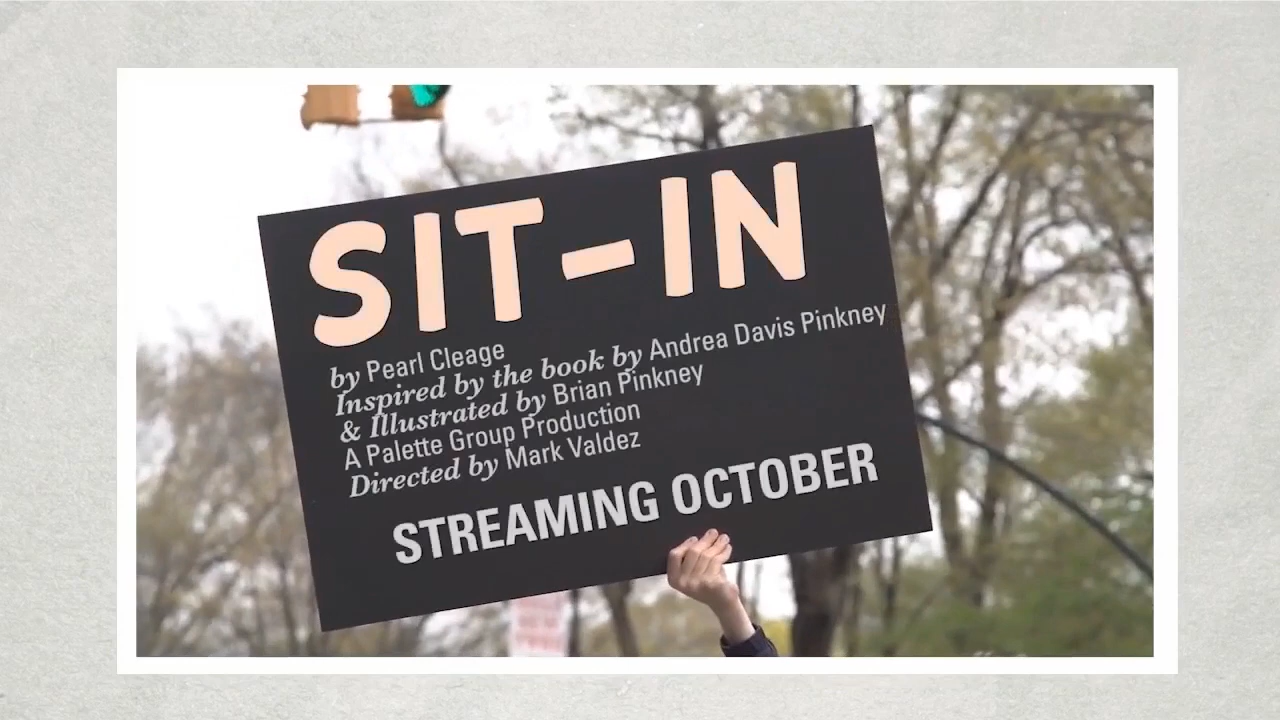 SIT-IN
by Pearl Cleage
Inspired by the book by Andrea Davis Pinkney
& Illustrated by Brian Pinkney
A Palette Group Production
Directed by Mark Valdez
STREAMING OCTOBER